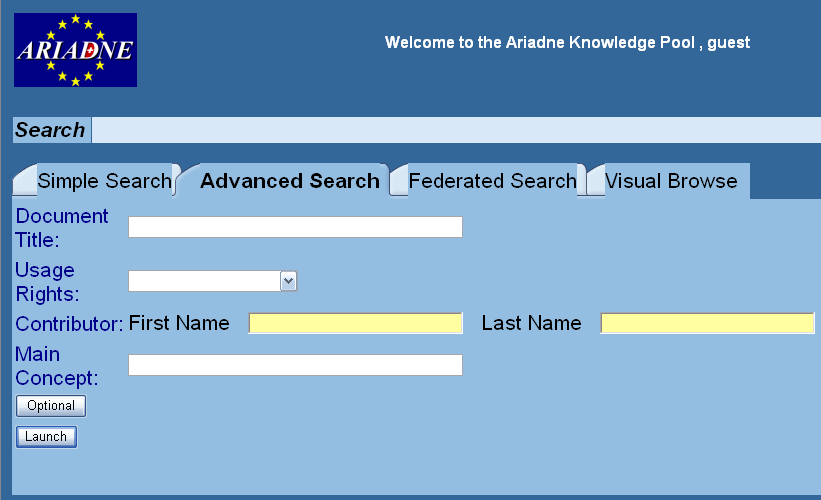 ARIADNE
Welcome to the Ariadne Knowledge Pool , guest
Search
Simple Search Advanced Search Federated Search Visual Browse
Document
Title:
Usage
Rights:
Contributor: First Name Last Name
Main
Concept:
Optional
Launch